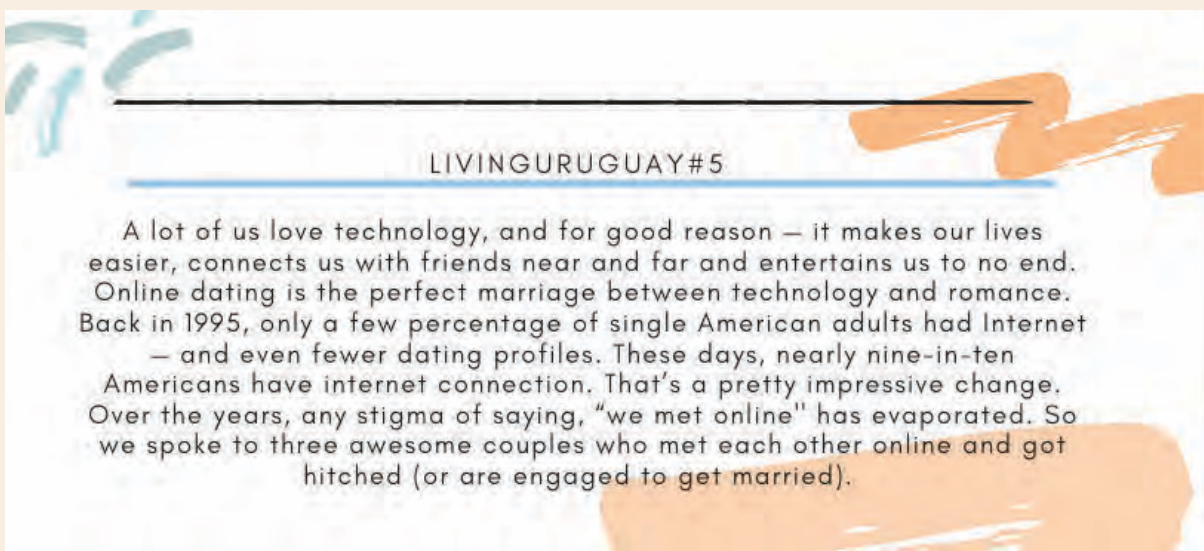 LIVINGURUGUAY#5
A lot of us love technology, and for good reason — it makes our lives
easier, connects us with friends near and far and entertains us to no end.
Online dating is the perfect marriage between technology and romance.
Back in 1995, only a few percentage of single American adults had Internet
— and even fewer dating profiles. These days, nearly nine-in-ten
Americans have internet connection. That's a pretty impressive change.
Over the years, any stigma of saying, “we met online" has evaporated. So
we spoke to three awesome couples who met each other online and got
hitched (or are engaged to get married).